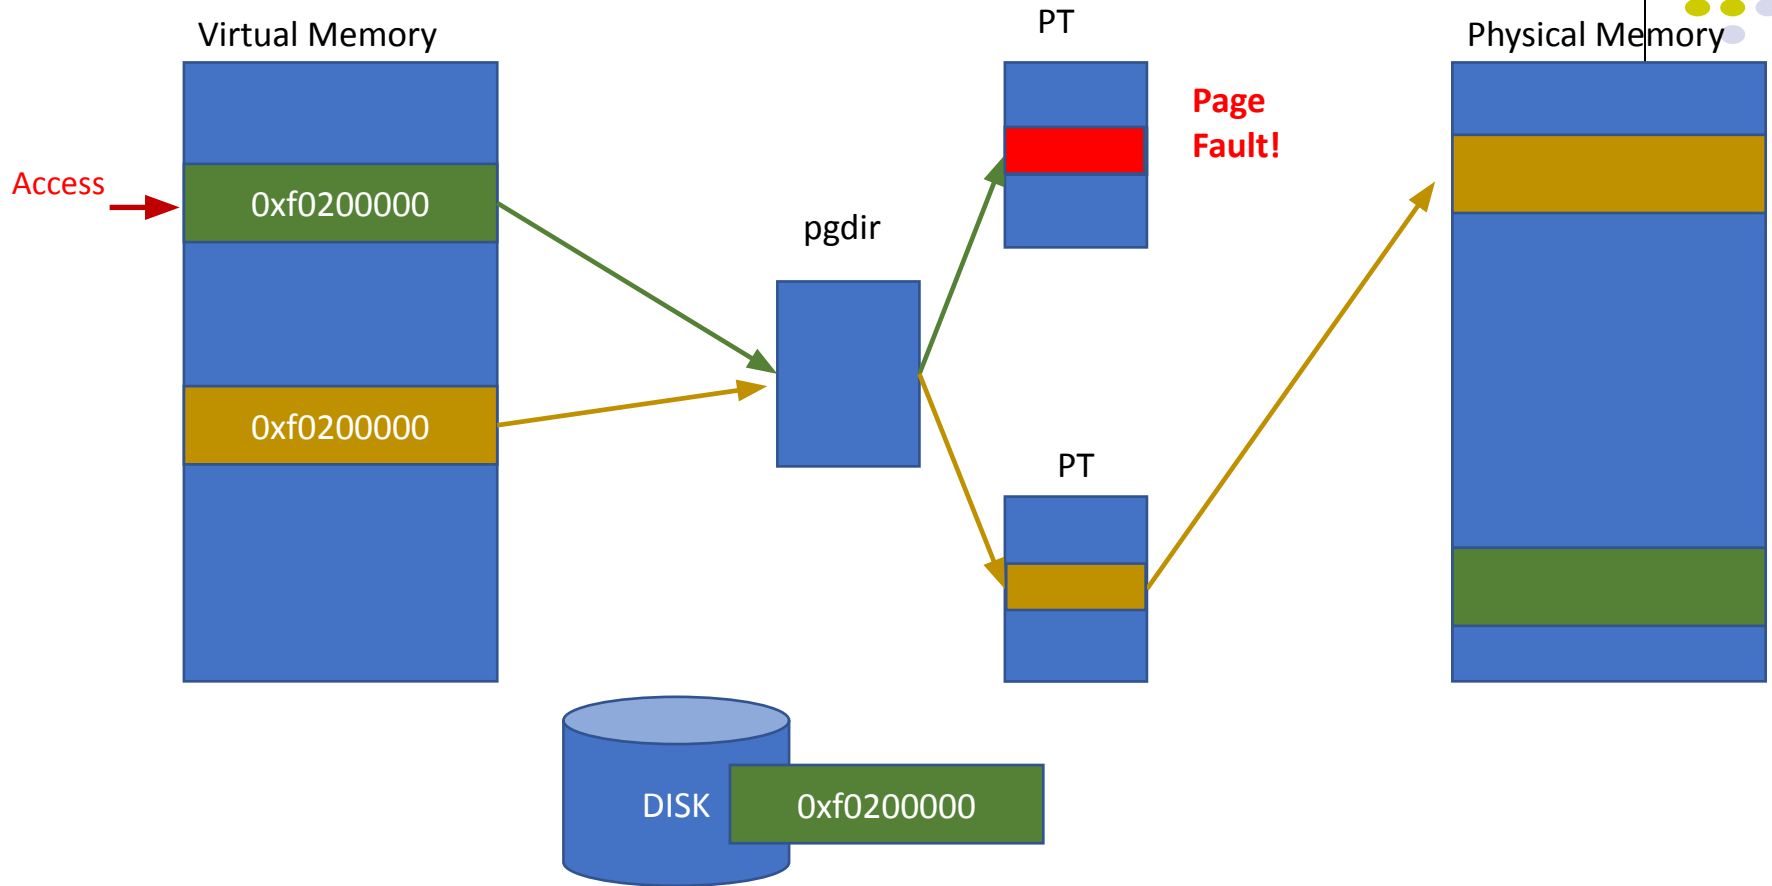 Virtual Memory
PT
Physical Memory
Page
Fault!
Access
0xf0200000
pgdir
0xf0200000
PT
DISK
0xf0200000